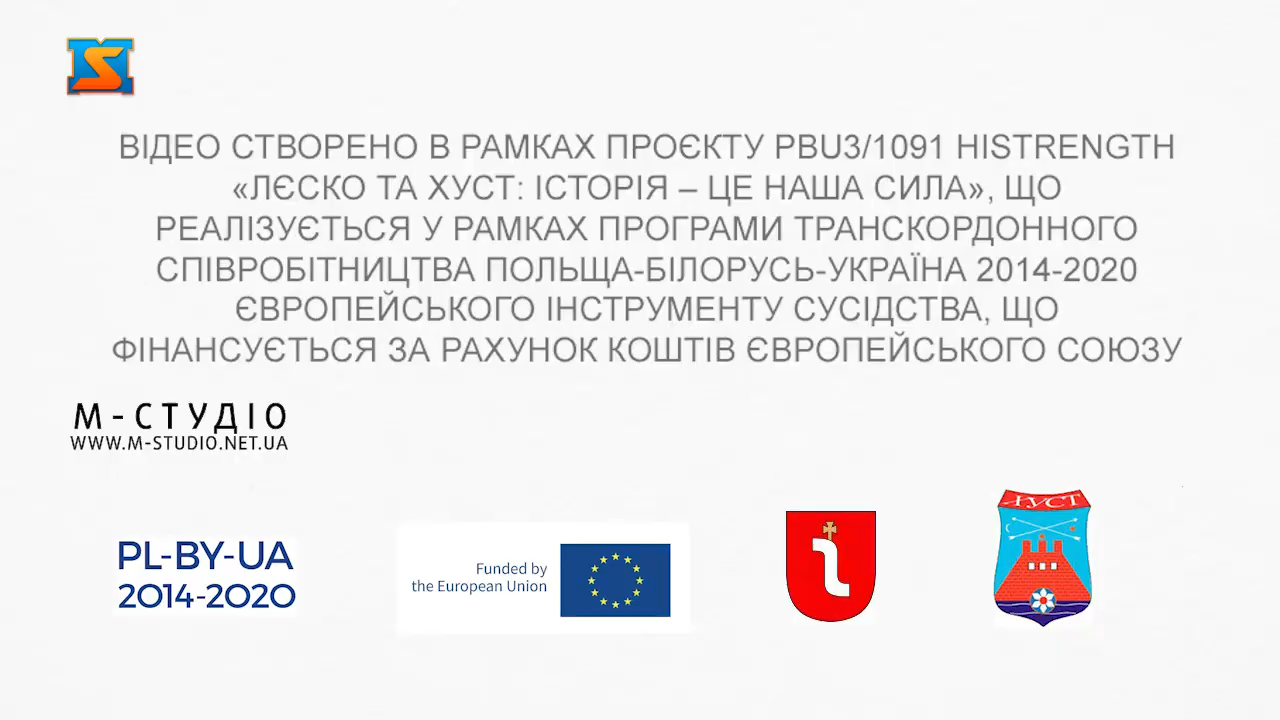 ВІДЕО СТВОРЕНО В РАМКАХ ПРОЄКТУ PBU3/1091 HISTRENGTH
«ЛЄСКО ТА ХУСТ: ІСТОРІЯ – ЦЕ НАША СИЛА», ЩО
РЕАЛІЗУЄТЬСЯ У РАМКАХ ПРОГРАМИ ТРАНСКОРДОННОГО
СПІВРОБІТНИЦТВА ПОЛЬЩА-БІЛОРУСЬ-УКРАЇНА 2014-2020
ЄВРОПЕЙСЬКОГО ІНСТРУМЕНТУ СУСІДСТВА, ЩО
ФІНАНСУЄТЬСЯ ЗА РАХУНОК КОШТІВ ЄВРОПЕЙСЬКОГО СОЮЗУ
М-СТУДІО
WWW.M-STUDIO.NET.UA
PL-BY-UA
2014-2020
Funded by
the European Union
ХУСТ